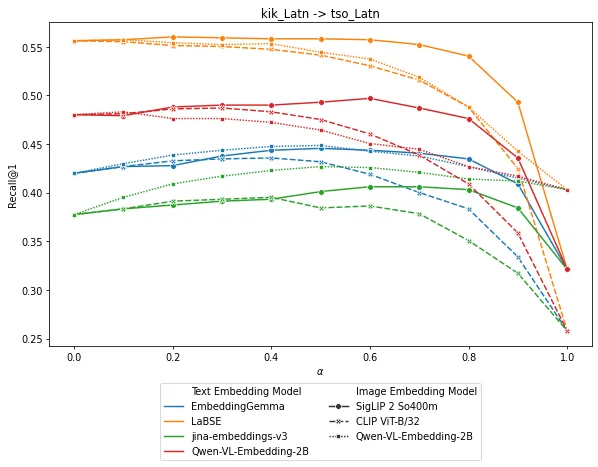 kik_Latn -> tso_Latn
Recall@1
0.55
0.50
0.45
0.40
0.35
0.30
0.25
0.0 0.2 0.4 0.6 0.8 1.0
α
Text Embedding Model Image Embedding Model
EmbeddingGemma SigLIP 2 So400m
LaBSE CLIP ViT-B/32
jina-embeddings-v3 Qwen-VL-Embedding-2B
Qwen-VL-Embedding-2B